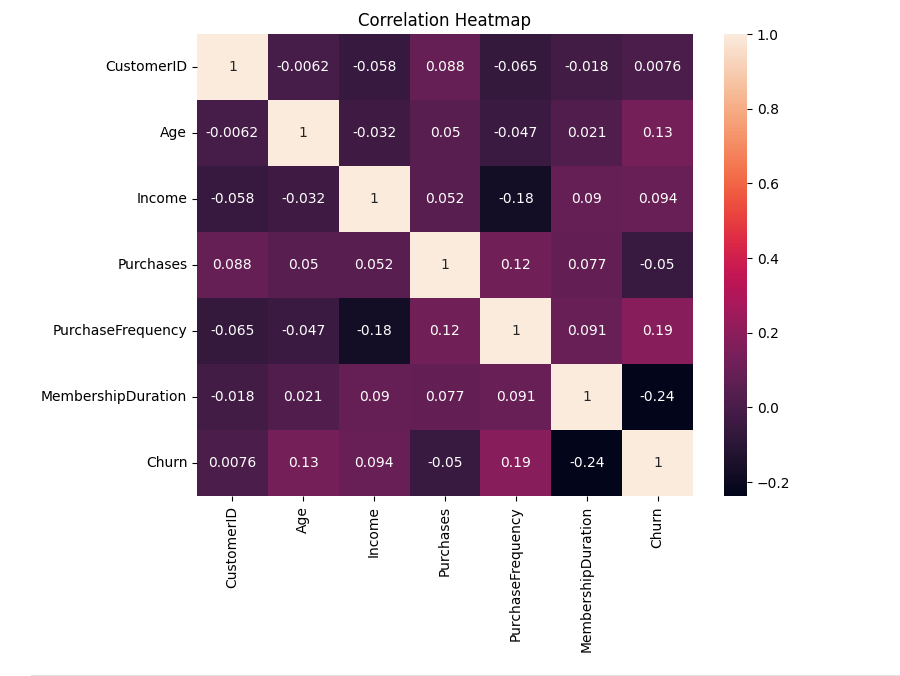 Correlation Heatmap
CustomerID 1 -0.0062 -0.058 0.088 -0.065 -0.018 0.0076
Age -0.0062 1 -0.032 0.05 -0.047 0.021 0.13
Income -0.058 -0.032 1 0.052 -0.18 0.09 0.094
Purchases 0.088 0.05 0.052 1 0.12 0.077 -0.05
PurchaseFrequency -0.065 -0.047 -0.18 0.12 1 0.091 0.19
MembershipDuration -0.018 0.021 0.09 0.077 0.091 1 -0.24
Churn 0.0076 0.13 0.094 -0.05 0.19 -0.24 1
CustomerID
Age
Income
Purchases
PurchaseFrequency
MembershipDuration
Churn
1.0
0.8
0.6
0.4
0.2
0.0
−0.2